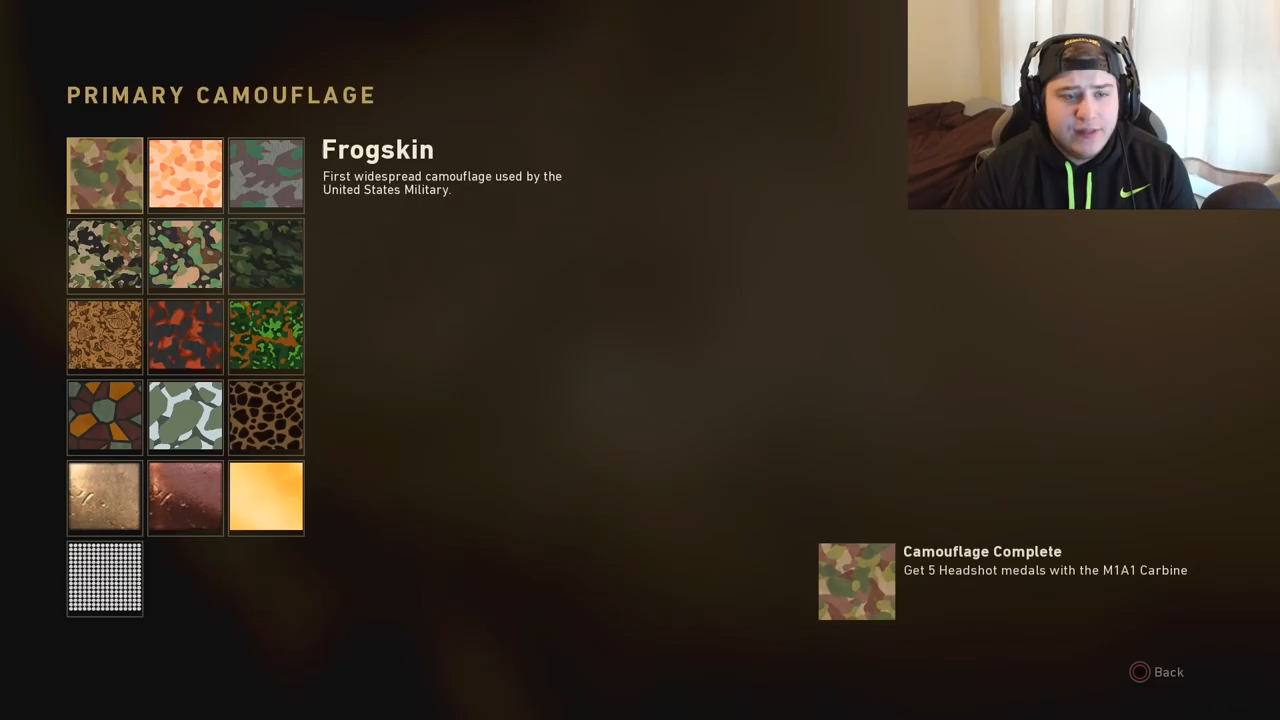 PRIMARY CAMOUFLAGE
Frogskin
First widespread camouflage used by the
United States Military.
Camouflage Complete
Get 5 Headshot medals with the M1A1 Carbine
Back